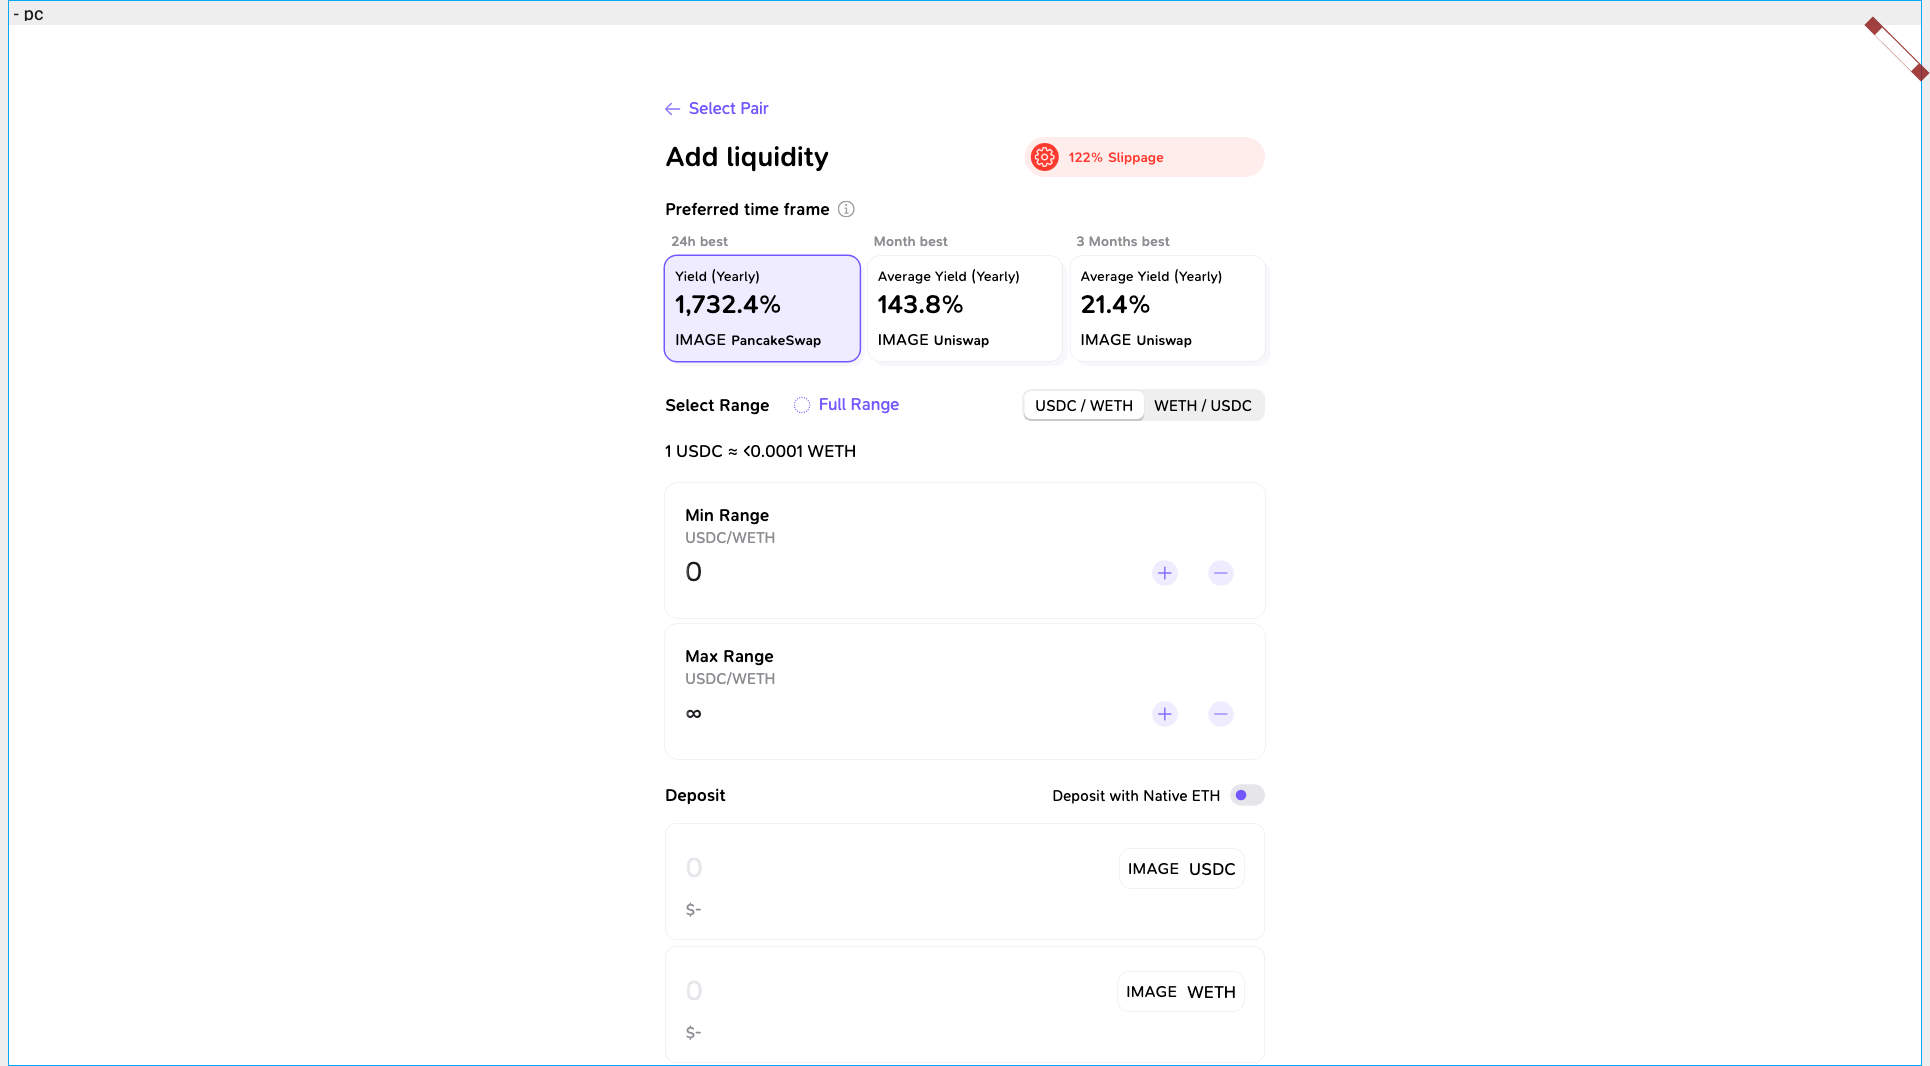 - pc
← Select Pair
Add liquidity
122% Slippage
Preferred time frame
24h best
Yield (Yearly)
1,732.4%
IMAGE PancakeSwap
Month best
Average Yield (Yearly)
143.8%
IMAGE Uniswap
3 Months best
Average Yield (Yearly)
21.4%
IMAGE Uniswap
Select Range
Full Range
USDC / WETH
WETH / USDC
1 USDC ≈ <0.0001 WETH
Min Range
USDC/WETH
0
Max Range
USDC/WETH
∞
Deposit
Deposit with Native ETH
0
IMAGE USDC
$-
0
IMAGE WETH
$-